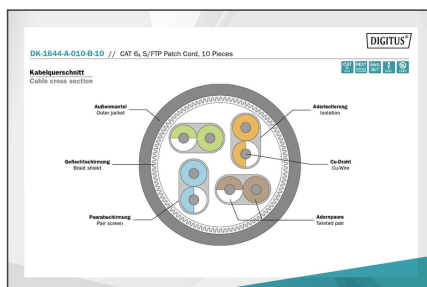 DIGITUS®
DK-1644-A-010-B-10 // CAT 6A S/FTP Patch Cord, 10 Pieces
Kabelquerschnitt
Cable cross section
Außenmantel
Outer jacket
Aderisolierung
Isolation
Geflechtschirmung
Braid shield
Cu-Draht
Cu-Wire
Paarabschirmung
Pair screen
Adernpaare
Twisted pair